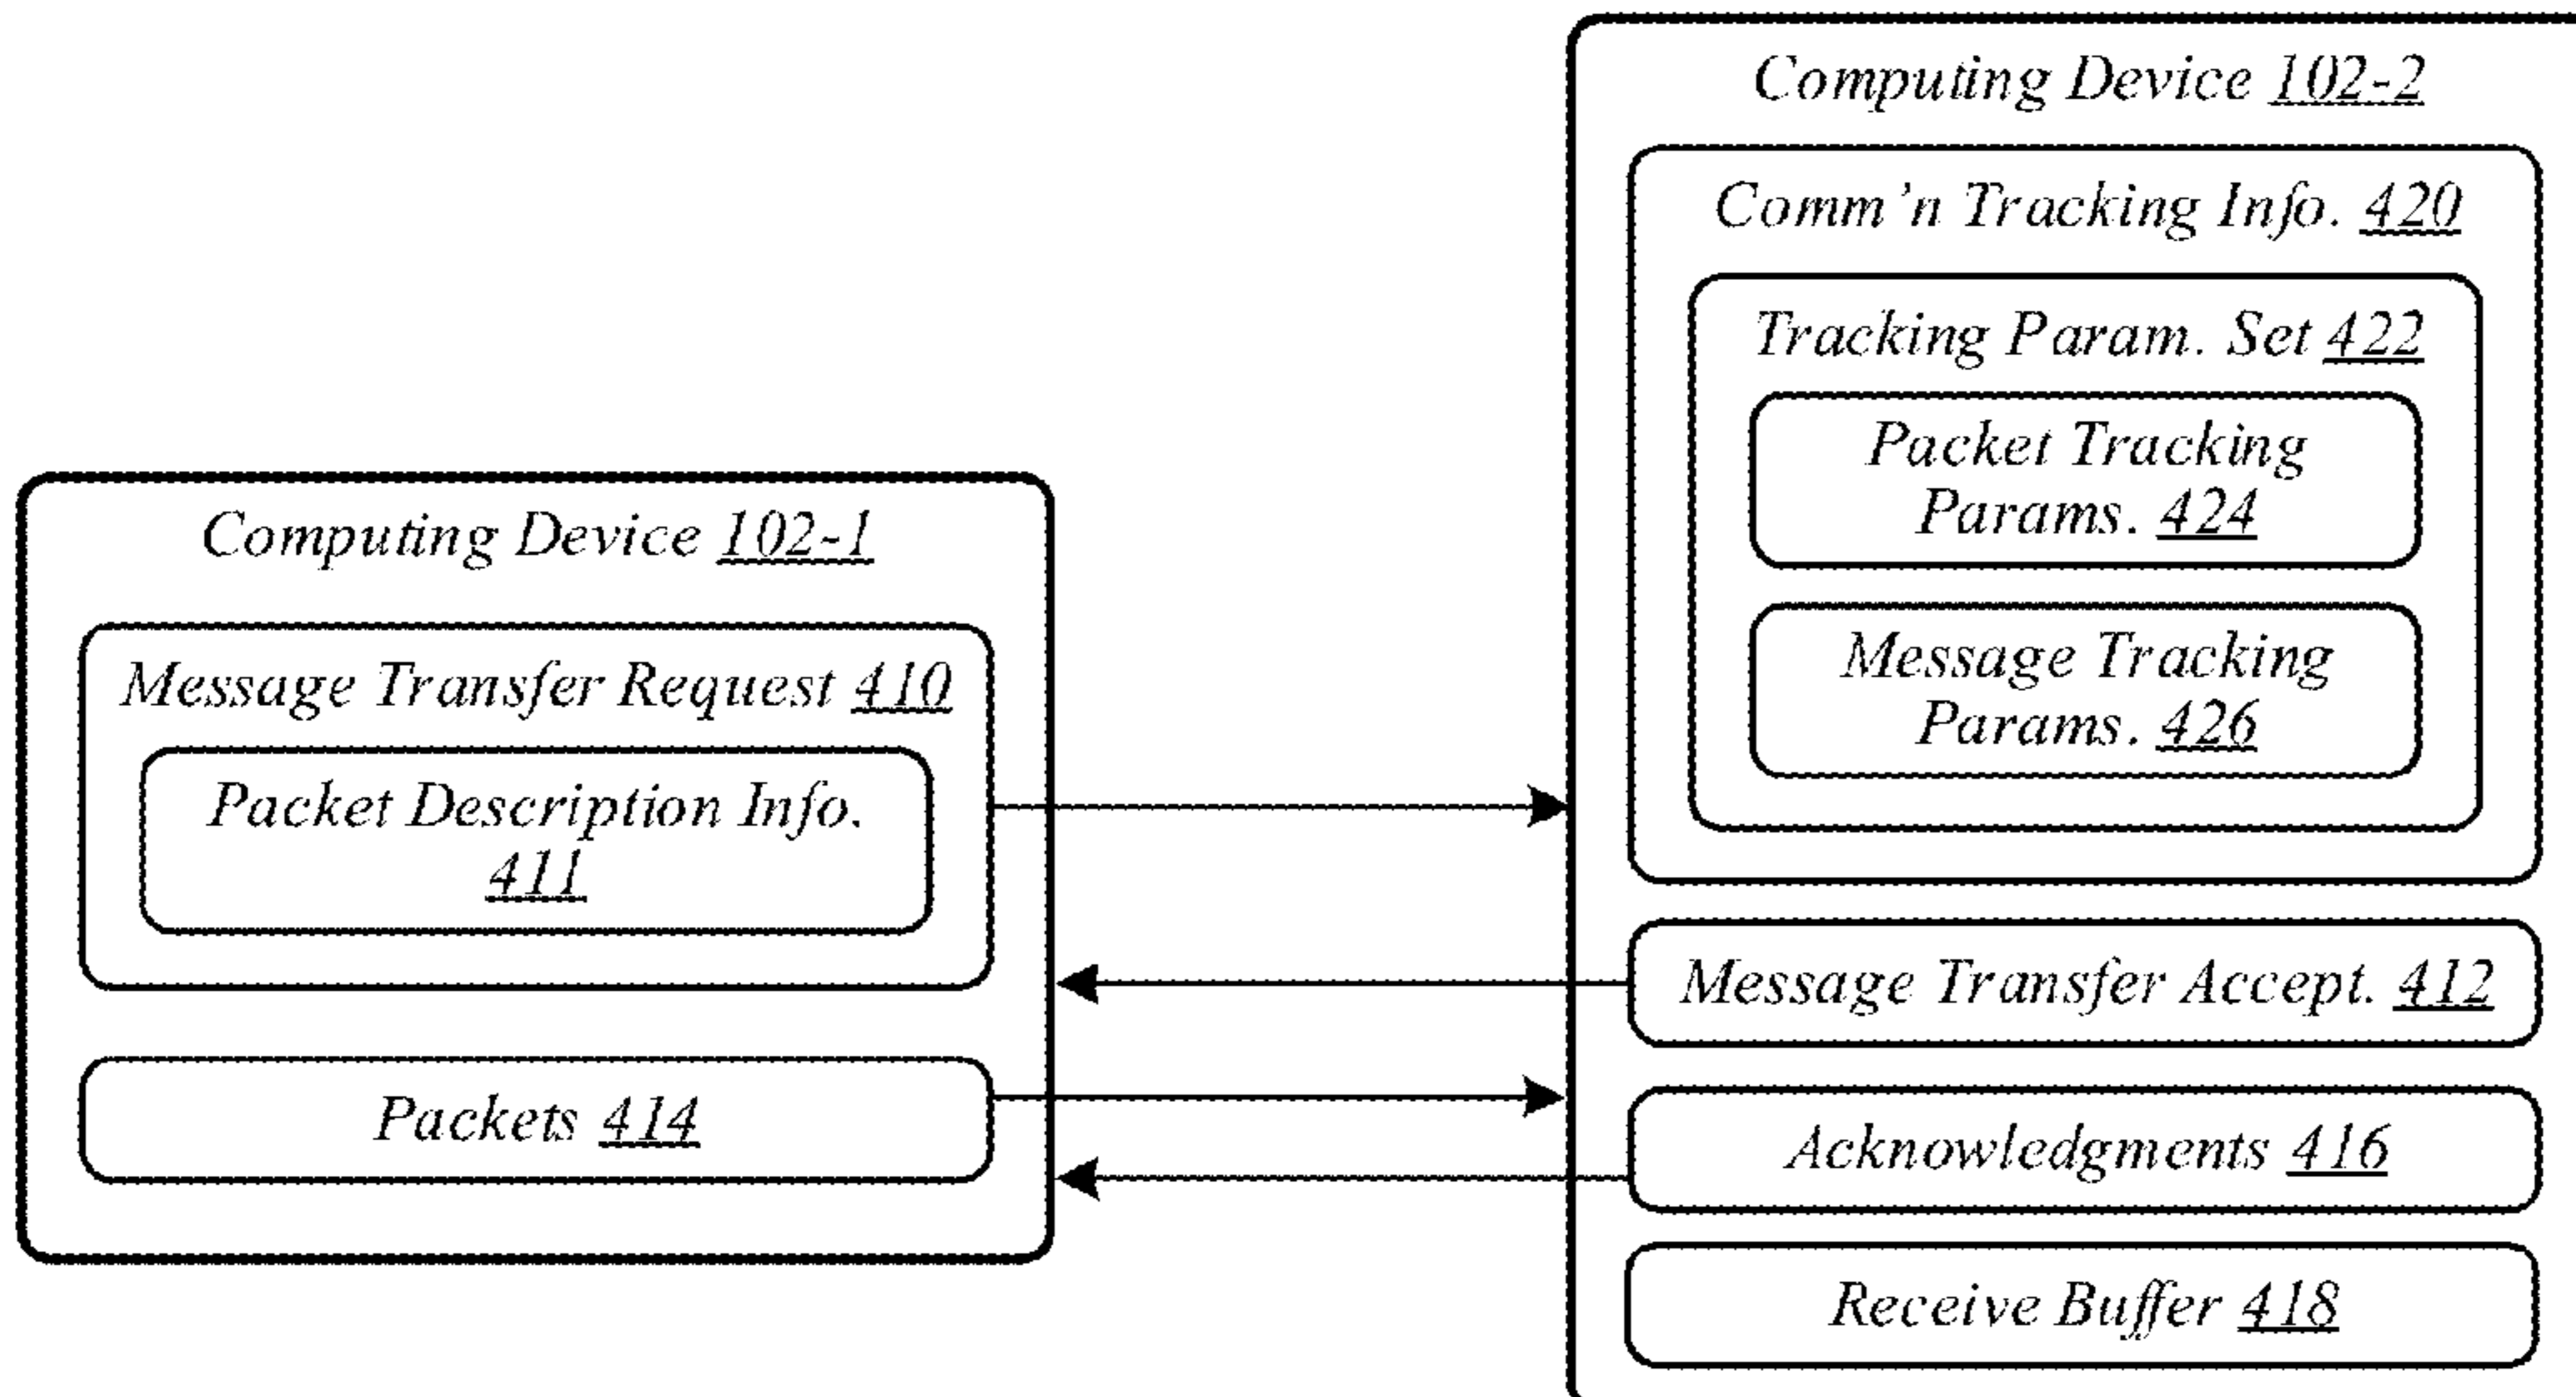 Computing Device 102-1
Message Transfer Request 410
Packet Description Info.
411
Packets 414
Computing Device 102-2
Comm'n Tracking Info. 420
Tracking Param. Set 422
Packet Tracking
Params. 424
Message Tracking
Params. 426
Message Transfer Accept. 412
Acknowledgments 416
Receive Buffer 418